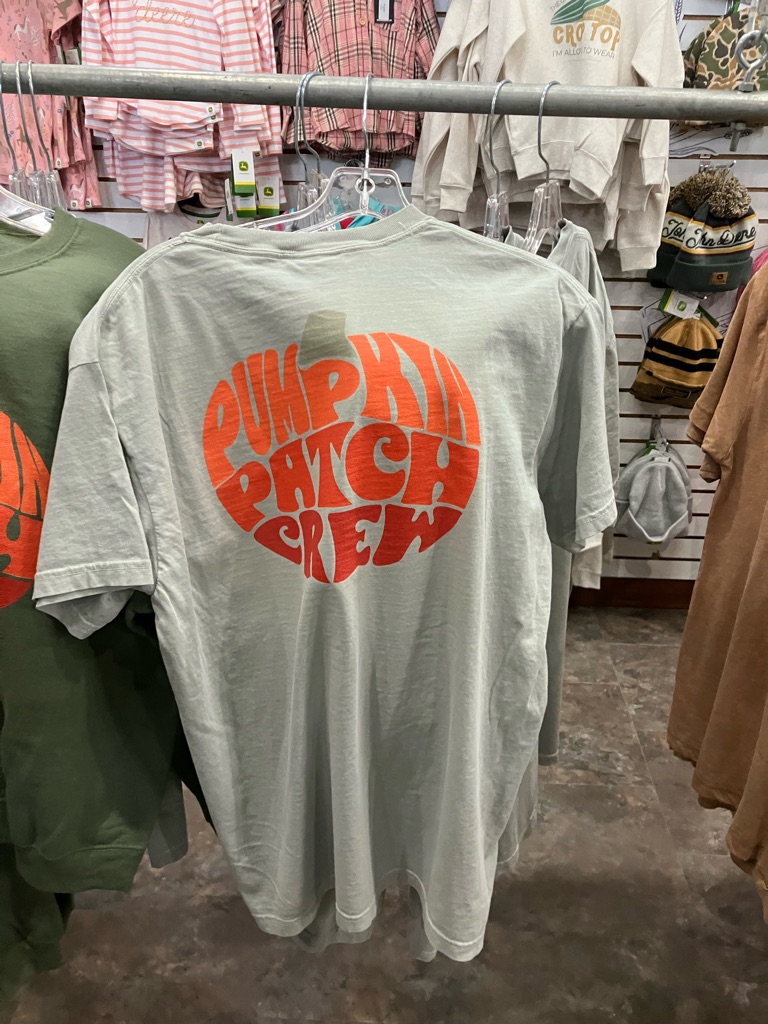 CROP TOP
I'M ALLOWED TO WEAR
PUMPKIN
PATCH
CREW